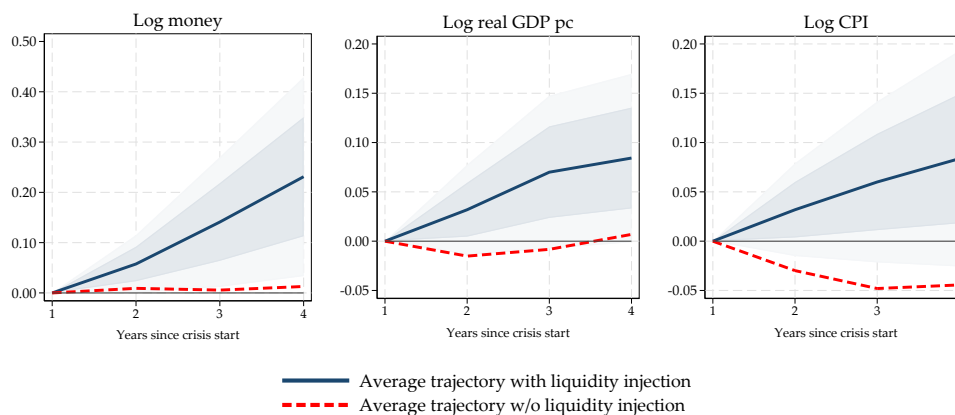 Log money
0.50
0.40
0.30
0.20
0.10
0.00
1 2 3 4
Years since crisis start
Log real GDP pc
0.20
0.15
0.10
0.05
0.00
-0.05
1 2 3 4
Years since crisis start
Log CPI
0.20
0.15
0.10
0.05
0.00
-0.05
1 2 3
Years since crisis start
Average trajectory with liquidity injection
Average trajectory w/o liquidity injection